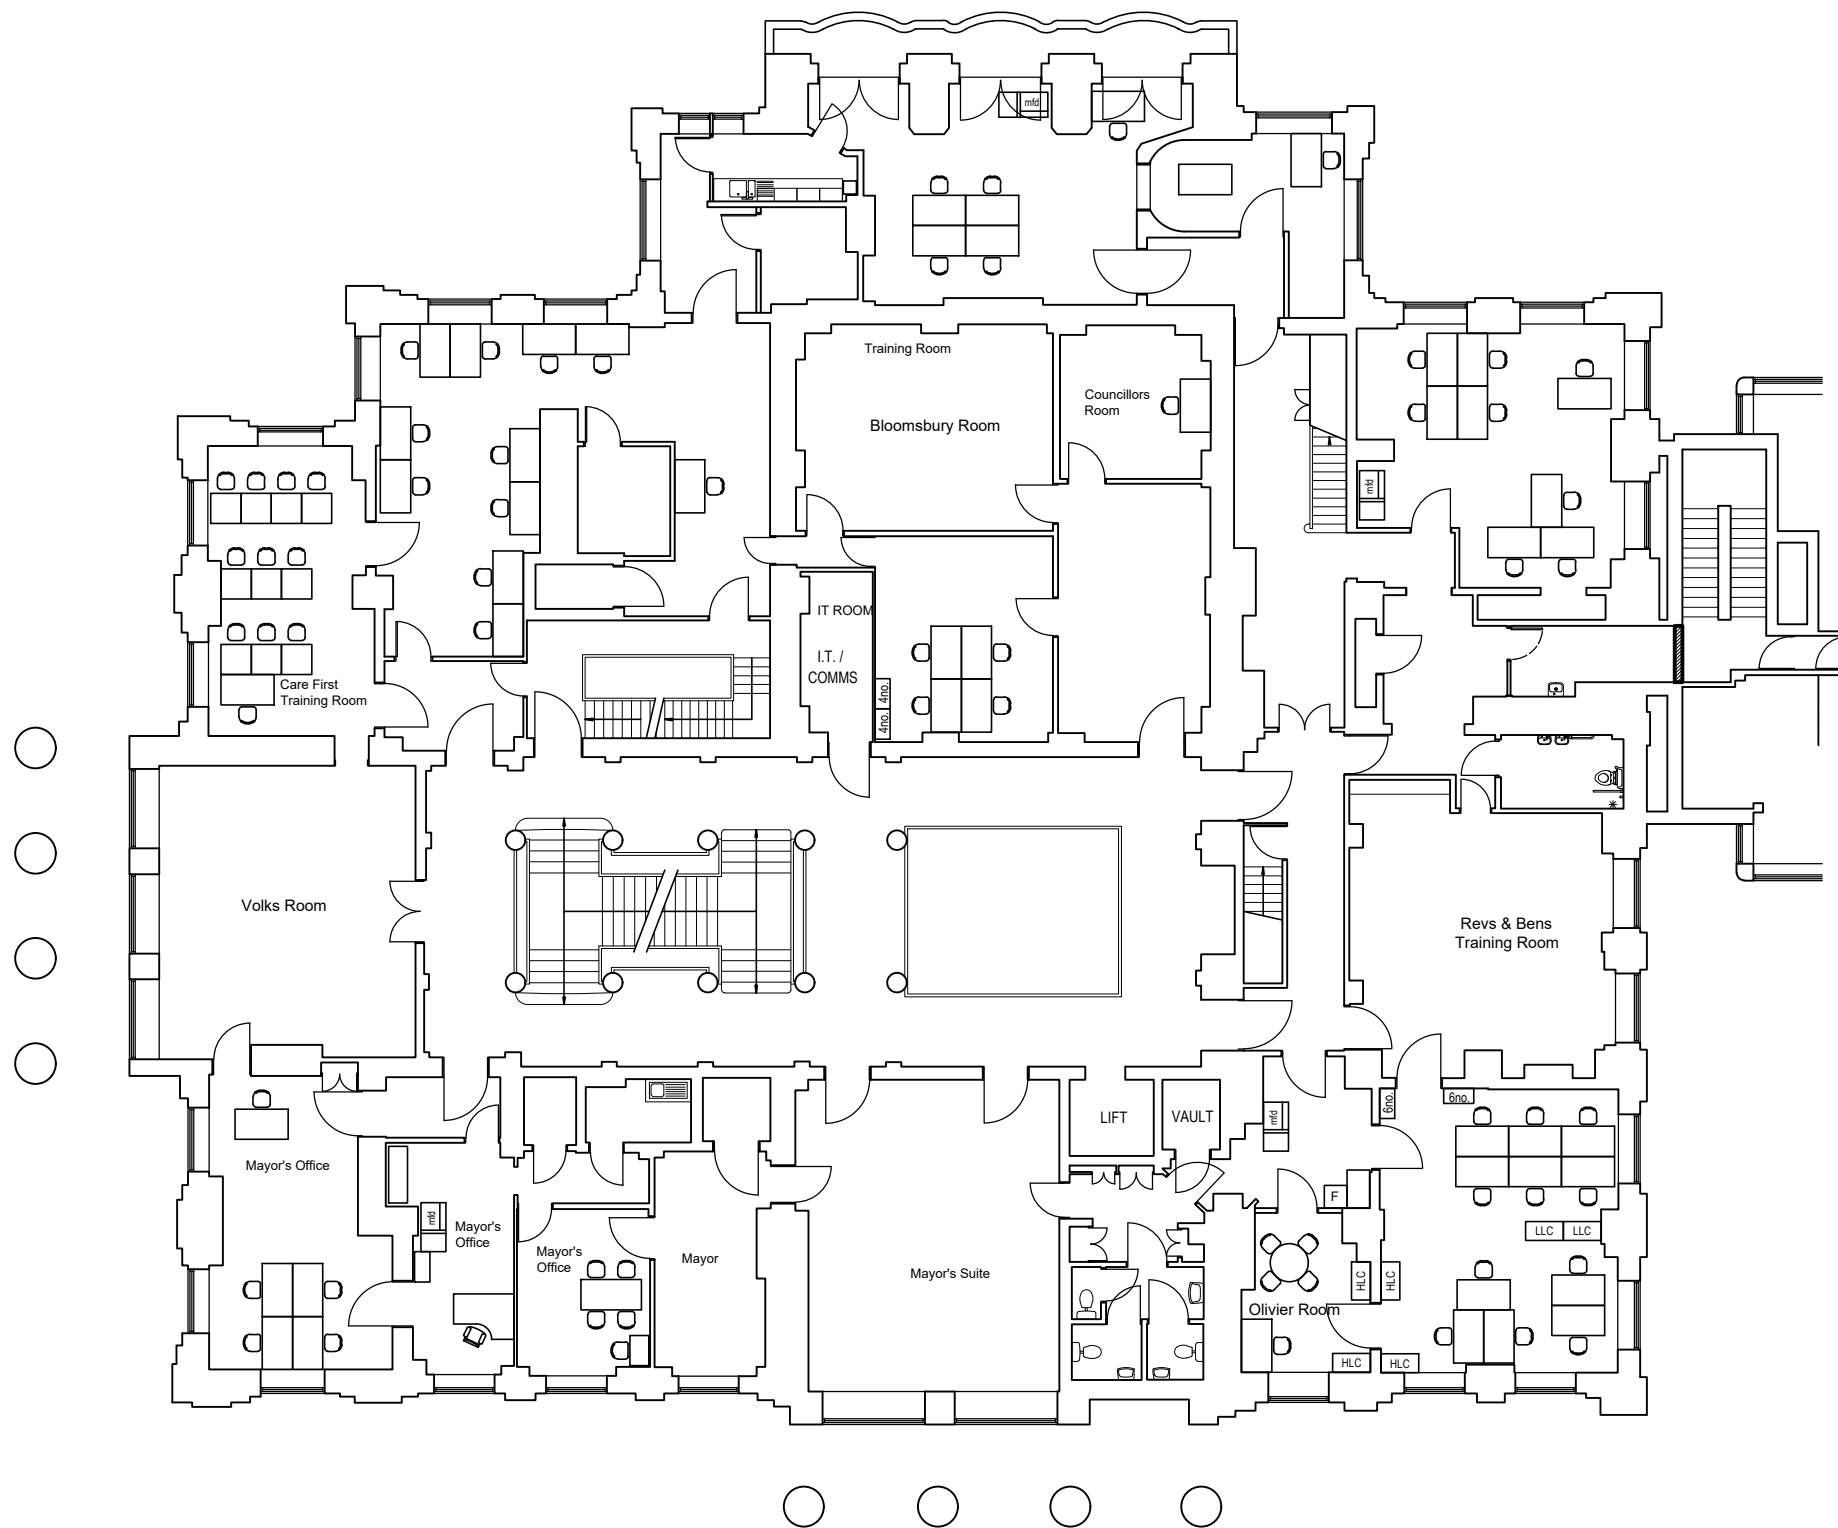 mfd
Training Room
Bloomsbury Room
Councillors
Room
mfd
IT ROOM
I.T. /
COMMS
4no.
4no.
Care First
Training Room
Volks Room
Revs & Bens
Training Room
LIFT
VAULT
mfd
6no.
6no.
Mayor's Office
mfd
Mayor's
Office
Mayor's
Office
Mayor
Mayor's Suite
F
LLC
LLC
HLC
HLC
Olivier Room
HLC
HLC